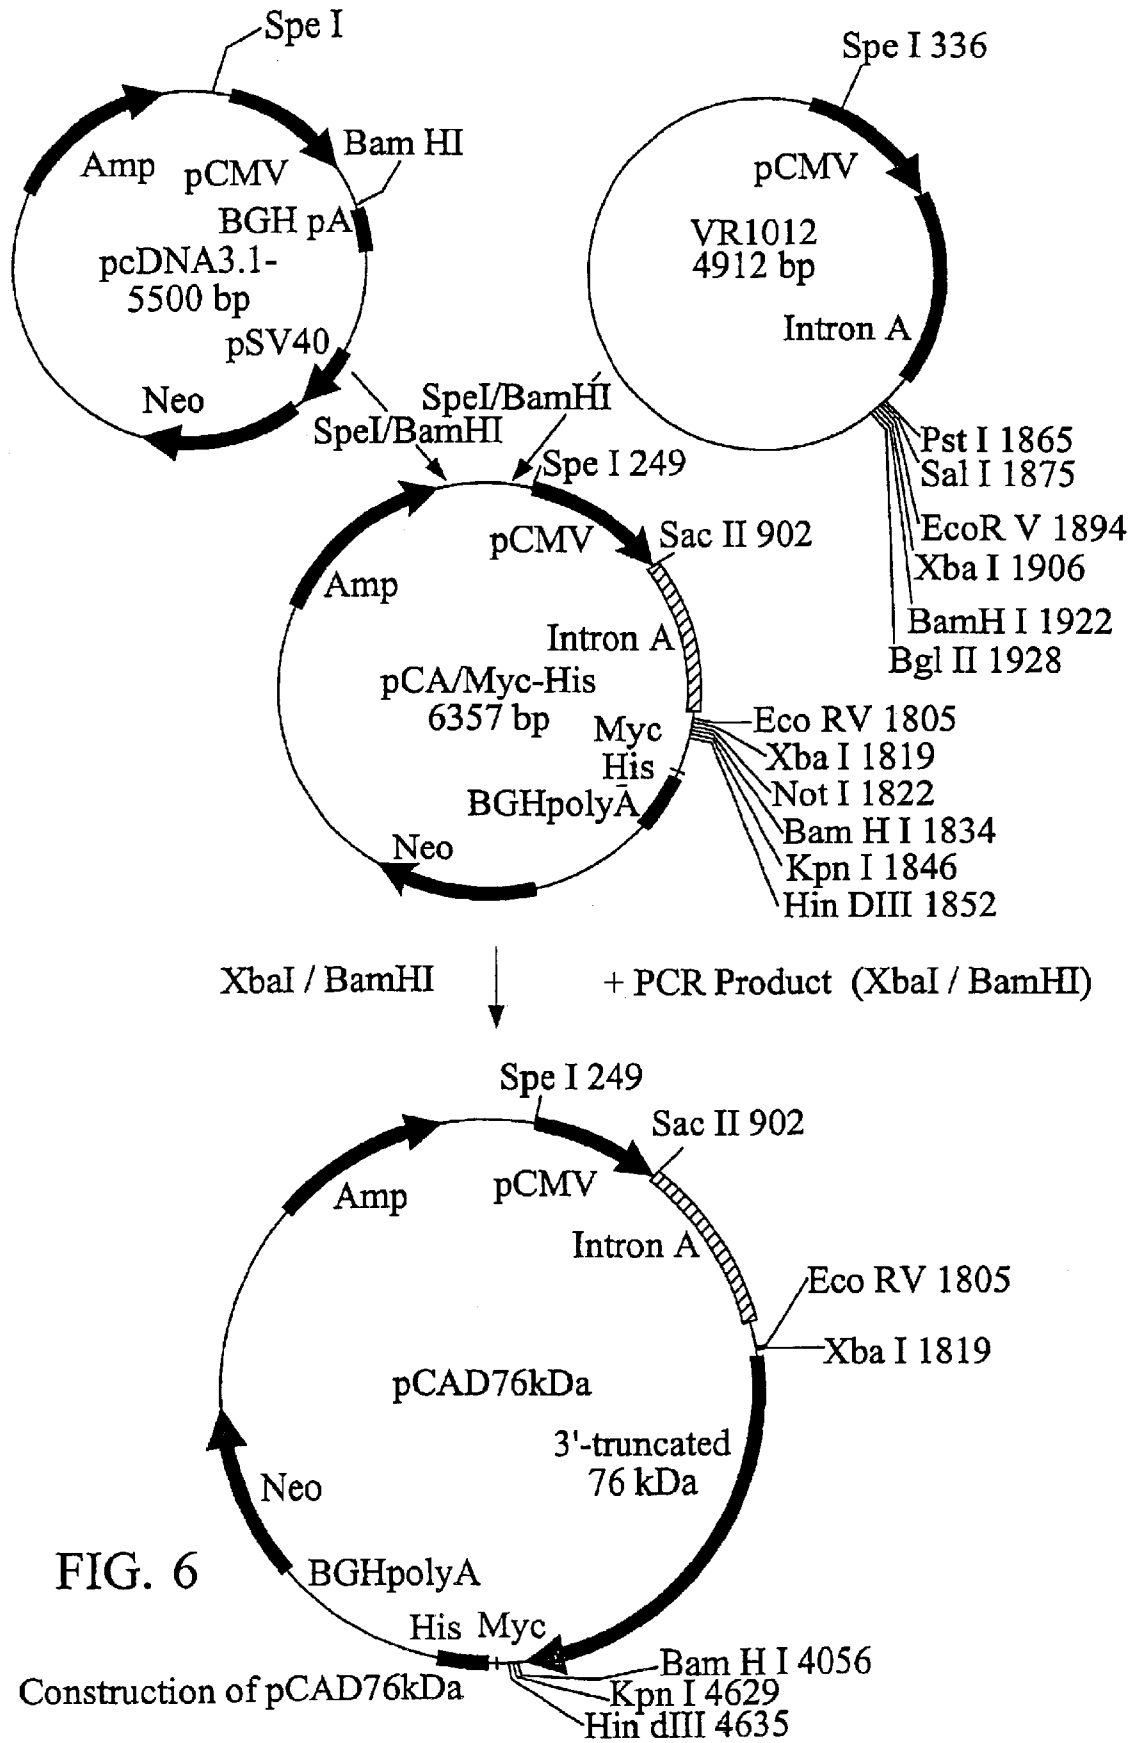 Spe I
Amp
pCMV
Bam HI
BGH pA
pcDNA3.1-
5500 bp
pSV40
Neo
SpeI/BamHI
Spe I 336
pCMV
VR1012
4912 bp
Intron A
SpeI/BamHI
Pst I 1865
Sal I 1875
EcoR V 1894
Xba I 1906
BamH I 1922
Bgl II 1928
Spe I 249
pCMV
Sac II 902
Amp
Intron A
pCA/Myc-His
6357 bp
Myc
His
BGHpolyA
Neo
Eco RV 1805
Xba I 1819
Not I 1822
Bam H I 1834
Kpn I 1846
Hin DIII 1852
XbaI / BamHI
+ PCR Product (XbaI / BamHI)
Spe I 249
Sac II 902
Amp
pCMV
Intron A
Eco RV 1805
Xba I 1819
pCAD76kDa
3'-truncated
76 kDa
Neo
BGHpolyA
His Myc
Bam H I 4056
Kpn I 4629
Hin dIII 4635
FIG. 6
Construction of pCAD76kDa